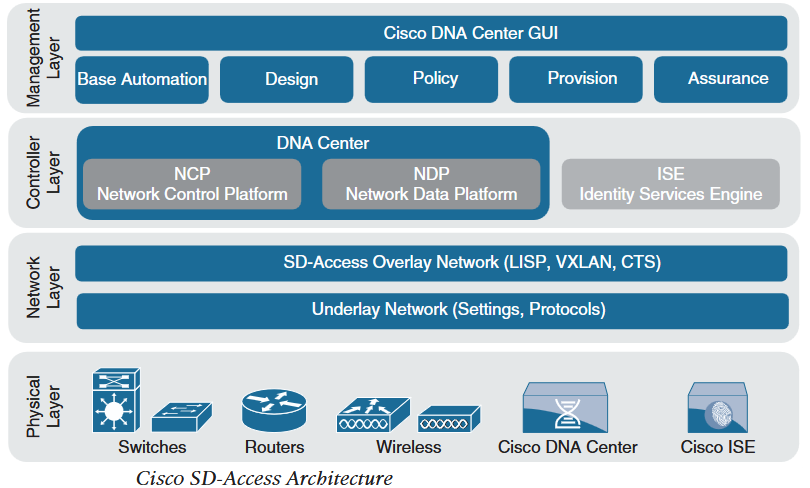 Management
Layer
Cisco DNA Center GUI
Base Automation
Design
Policy
Provision
Assurance
Controller
Layer
DNA Center
NCP
Network Control Platform
NDP
Network Data Platform
ISE
Identity Services Engine
Network
Layer
SD-Access Overlay Network (LISP, VXLAN, CTS)
Underlay Network (Settings, Protocols)
Physical
Layer
Switches
Routers
Wireless
Cisco DNA Center
Cisco ISE
Cisco SD-Access Architecture